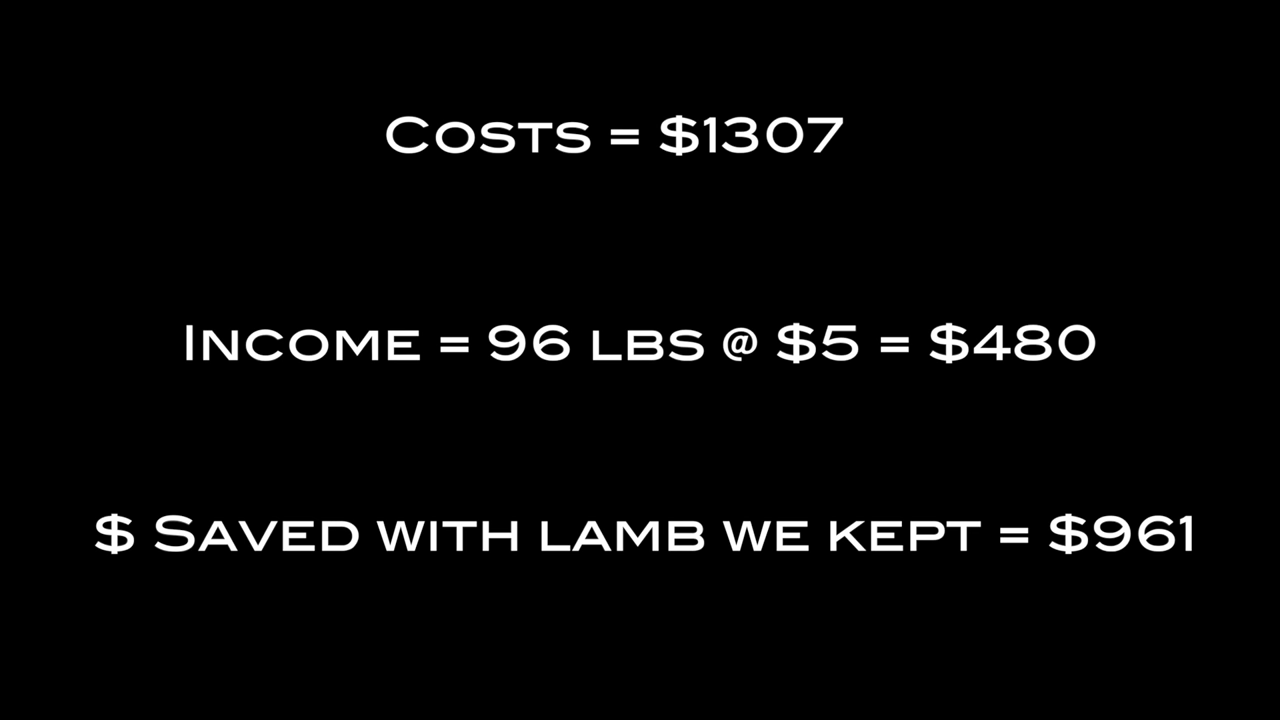 Costs = $1307
Income = 96 lbs @ $5 = $480
$ Saved with lamb we kept = $961